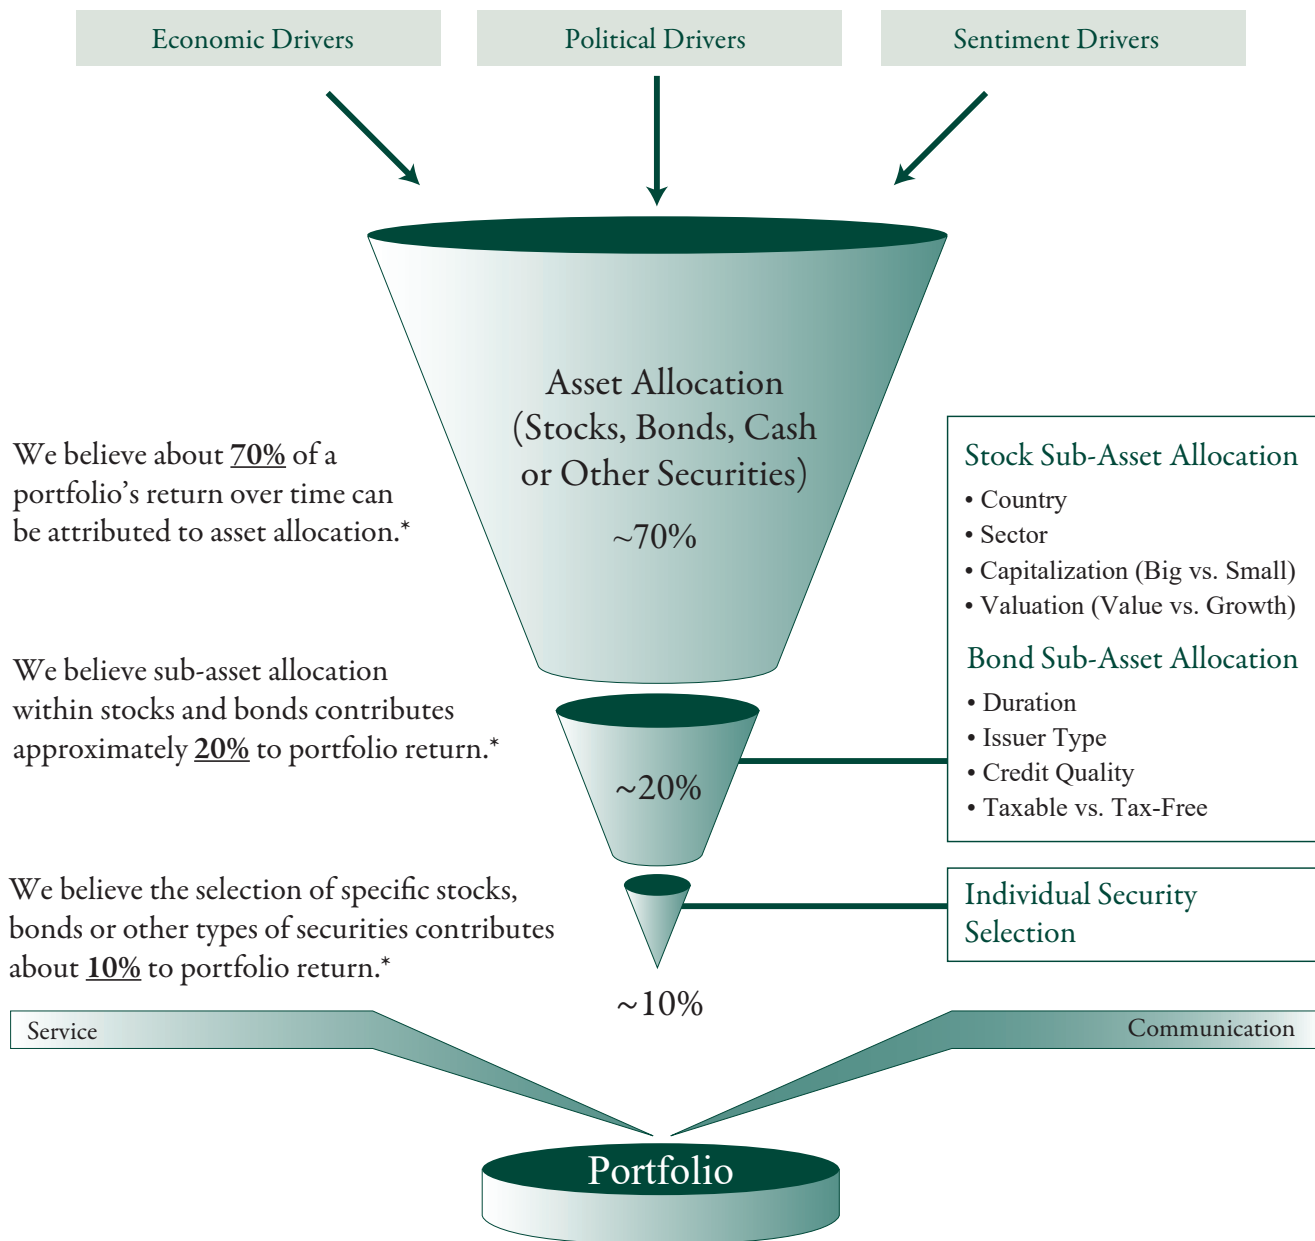 Economic Drivers
Political Drivers
Sentiment Drivers
Asset Allocation
(Stocks, Bonds, Cash
or Other Securities)
~70%
We believe about 70% of a
portfolio’s return over time can
be attributed to asset allocation.*
Stock Sub-Asset Allocation
• Country
• Sector
• Capitalization (Big vs. Small)
• Valuation (Value vs. Growth)
Bond Sub-Asset Allocation
• Duration
• Issuer Type
• Credit Quality
• Taxable vs. Tax-Free
We believe sub-asset allocation
within stocks and bonds contributes
approximately 20% to portfolio return.*
~20%
We believe the selection of specific stocks,
bonds or other types of securities contributes
about 10% to portfolio return.*
Individual Security
Selection
~10%
Service
Communication
Portfolio